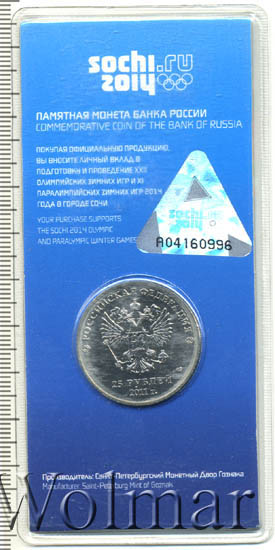 sochi.ru
2014
ПАМЯТНАЯ МОНЕТА БАНКА РОССИИ
COMMEMORATIVE COIN OF THE BANK OF RUSSIA
ПОКУПАЯ ОФИЦИАЛЬНУЮ ПРОДУКЦИЮ,
ВЫ ВНОСИТЕ ЛИЧНЫЙ ВКЛАД В
ПОДГОТОВКУ И ПРОВЕДЕНИЕ XXII
ОЛИМПИЙСКИХ ЗИМНИХ ИГР И XI
ПАРАЛИМПИЙСКИХ ЗИМНИХ ИГР 2014
ГОДА В ГОРОДЕ СОЧИ
YOUR PURCHASE SUPPORTS
THE SOCHI 2014 OLYMPIC
AND PARALYMPIC WINTER GAMES
sochi
2014
A04160996
РОССИЙСКАЯ ФЕДЕРАЦИЯ
25 РУБЛЕЙ
2011 г.
Производитель: Санкт-Петербургский Монетный Двор Гознака
Manufacturer: Saint-Petersburg Mint of Goznak
Wolmar